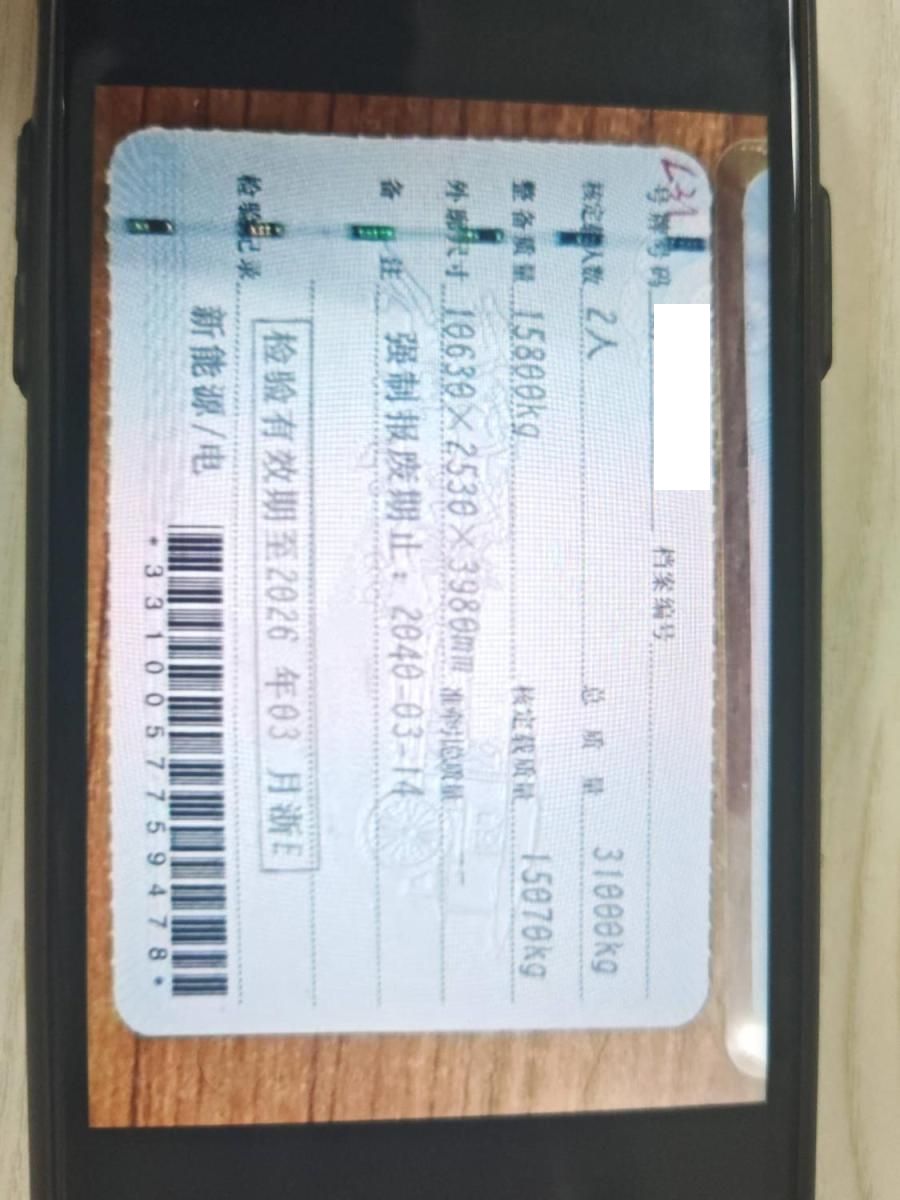 号牌号码 档案编号
核定载人数 2人 总质量 31000kg
整备质量 15800kg 核定载质量 15070kg
外廓尺寸 10630×2530×3980mm 准牵引总质量 --
备注 强制报废期止：2040-03-14
检验有效期至2026年03月浙E
检验记录
新能源/电
*3310057759478*